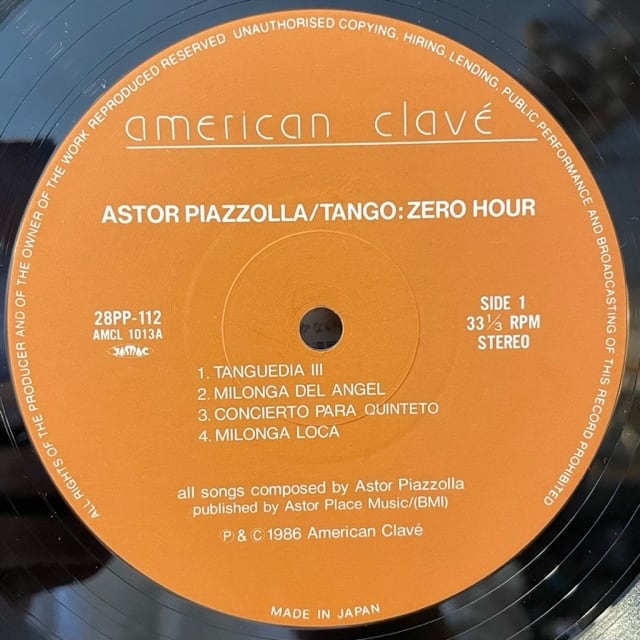 ALL RIGHTS OF THE PRODUCER AND OF THE OWNER OF THE WORK REPRODUCED RESERVED. UNAUTHORISED COPYING, HIRING, LENDING, PUBLIC PERFORMANCE AND BROADCASTING OF THIS RECORD PROHIBITED
american clavé
ASTOR PIAZZOLLA/TANGO: ZERO HOUR
28PP-112
AMCL 1013A
JASRAC
SIDE 1
33 1/3 RPM
STEREO
1. TANGUEDIA III
2. MILONGA DEL ANGEL
3. CONCIERTO PARA QUINTETO
4. MILONGA LOCA
all songs composed by Astor Piazzolla
published by Astor Place Music/(BMI)
Ⓟ & © 1986 American Clavé
MADE IN JAPAN